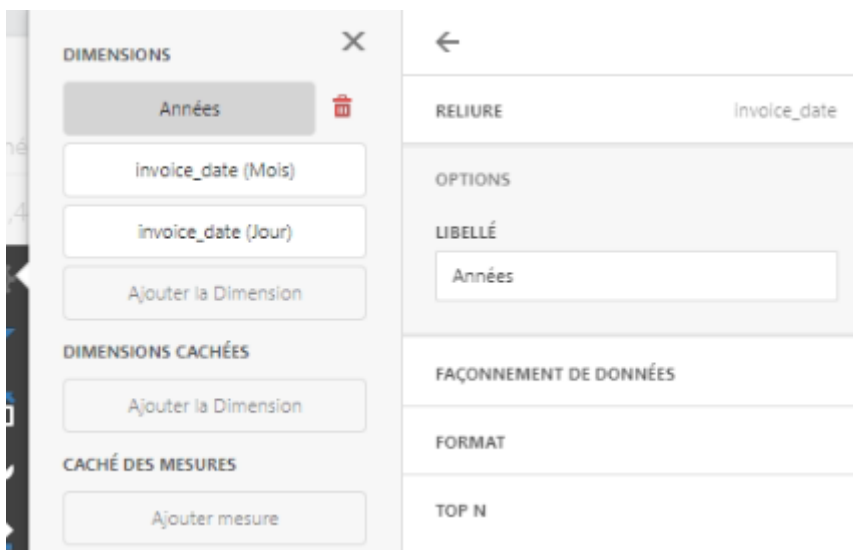 DIMENSIONS
Années
invoice_date (Mois)
invoice_date (Jour)
Ajouter la Dimension
DIMENSIONS CACHÉES
Ajouter la Dimension
CACHÉ DES MESURES
Ajouter mesure
RELIURE invoice_date
OPTIONS
LIBELLÉ
Années
FAÇONNEMENT DE DONNÉES
FORMAT
TOP N